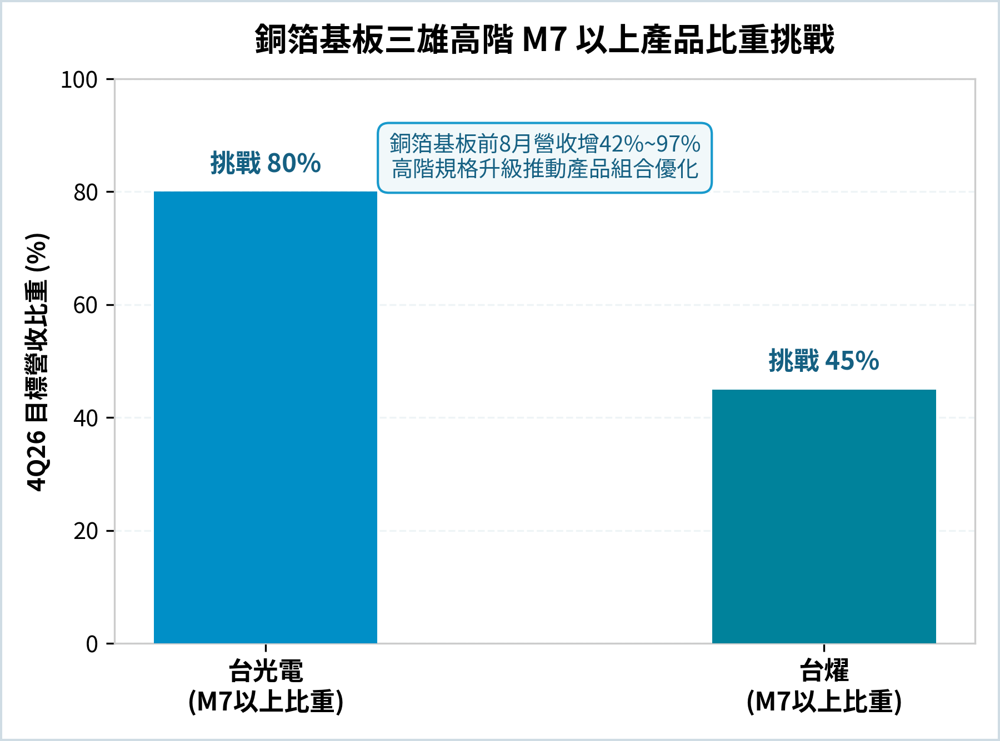 銅箔基板三雄高階 M7 以上產品比重挑戰
4Q26 目標營收比重 (%)
100
80
60
40
20
0
挑戰 80%
銅箔基板前8月營收增42%~97%
高階規格升級推動產品組合優化
挑戰 45%
台光電
(M7以上比重)
台燿
(M7以上比重)